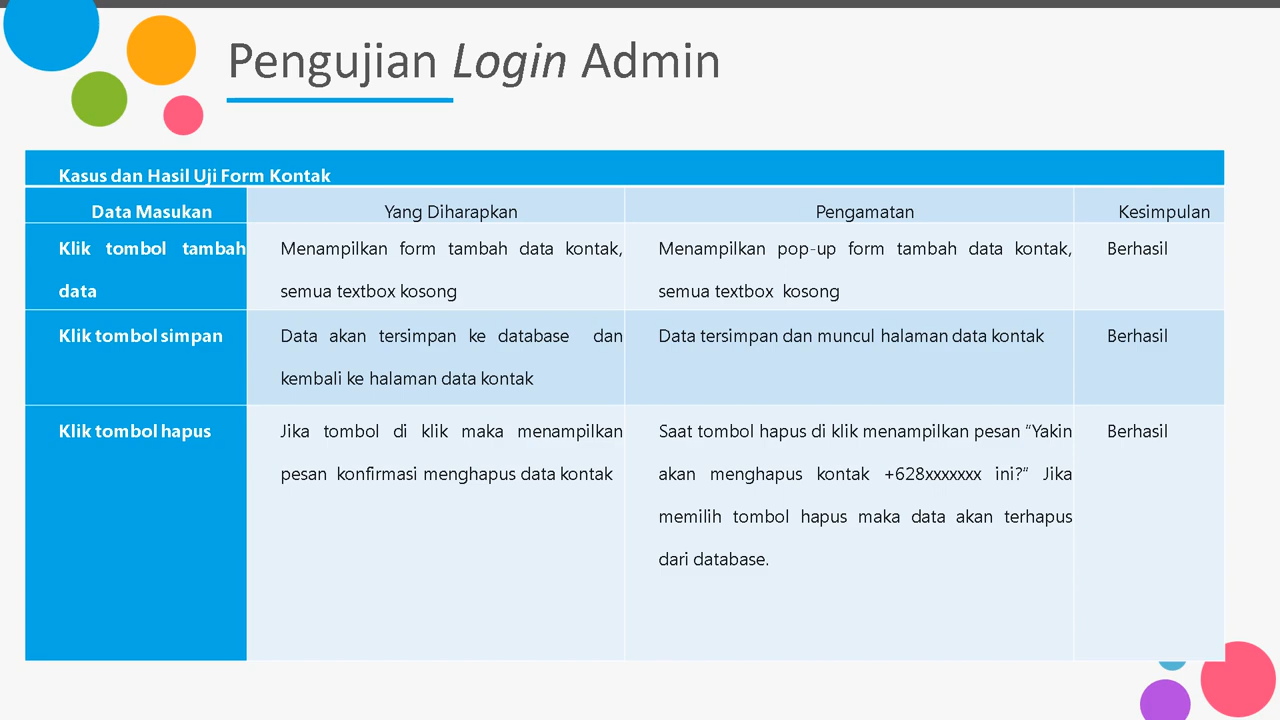 Pengujian Login Admin
Kasus dan Hasil Uji Form Kontak
Data Masukan Yang Diharapkan Pengamatan Kesimpulan
Klik tombol tambah
data
Menampilkan form tambah data kontak,
semua textbox kosong
Menampilkan pop-up form tambah data kontak,
semua textbox kosong
Berhasil
Klik tombol simpan
Data akan tersimpan ke database dan
kembali ke halaman data kontak
Data tersimpan dan muncul halaman data kontak
Berhasil
Klik tombol hapus
Jika tombol di klik maka menampilkan
pesan konfirmasi menghapus data kontak
Saat tombol hapus di klik menampilkan pesan “Yakin
akan menghapus kontak +628xxxxxxx ini?” Jika
memilih tombol hapus maka data akan terhapus
dari database.
Berhasil